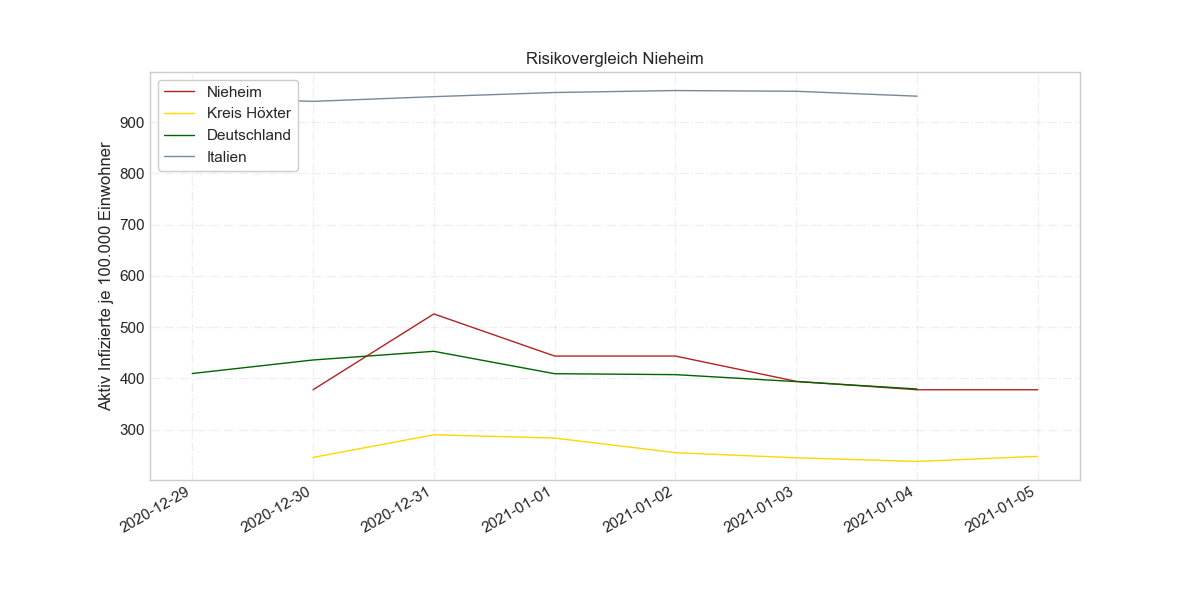 Risikovergleich Nieheim
Nieheim
Kreis Höxter
Deutschland
Italien
Aktiv Infizierte je 100.000 Einwohner
900
800
700
600
500
400
300
2020-12-29
2020-12-30
2020-12-31
2021-01-01
2021-01-02
2021-01-03
2021-01-04
2021-01-05